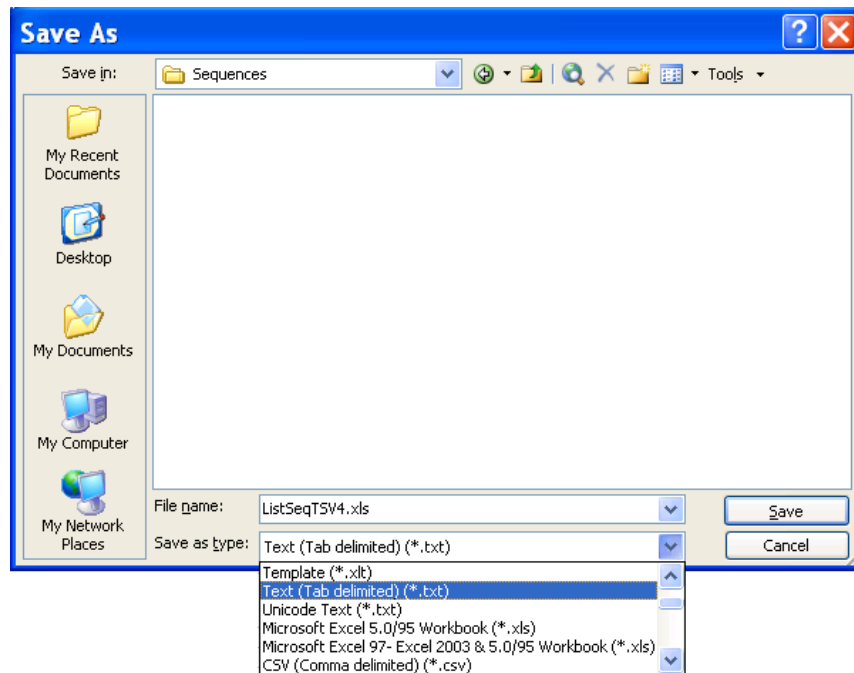 Save As
Save in: Sequences Tools
My Recent
Documents
Desktop
My Documents
My Computer
My Network
Places
File name: ListSeqTSV4.xls Save
Save as type: Text (Tab delimited) (*.txt) Cancel
Template (*.xlt)
Text (Tab delimited) (*.txt)
Unicode Text (*.txt)
Microsoft Excel 5.0/95 Workbook (*.xls)
Microsoft Excel 97- Excel 2003 & 5.0/95 Workbook (*.xls)
CSV (Comma delimited) (*.csv)